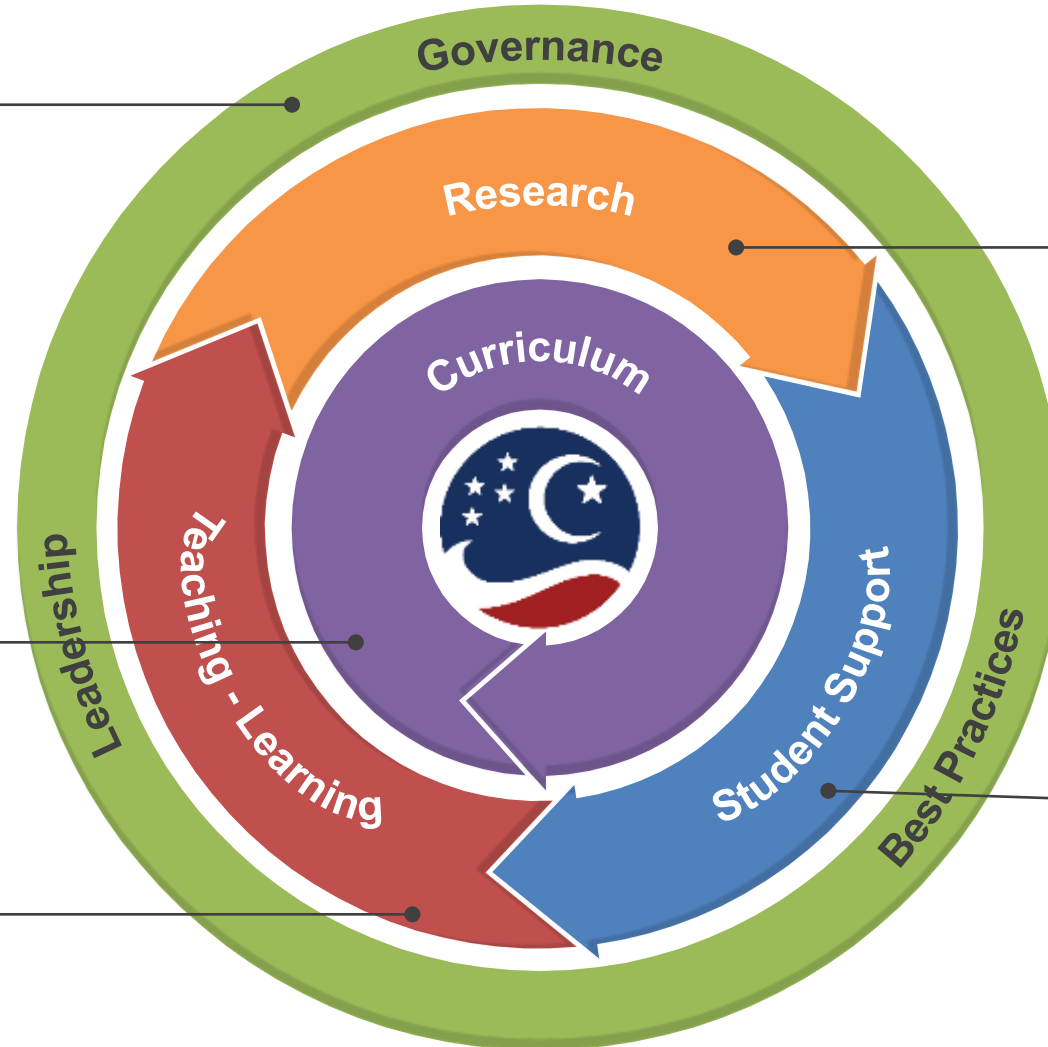 Governance
Research
Curriculum
Teaching - Learning
Student Support
Leadership
Best Practices